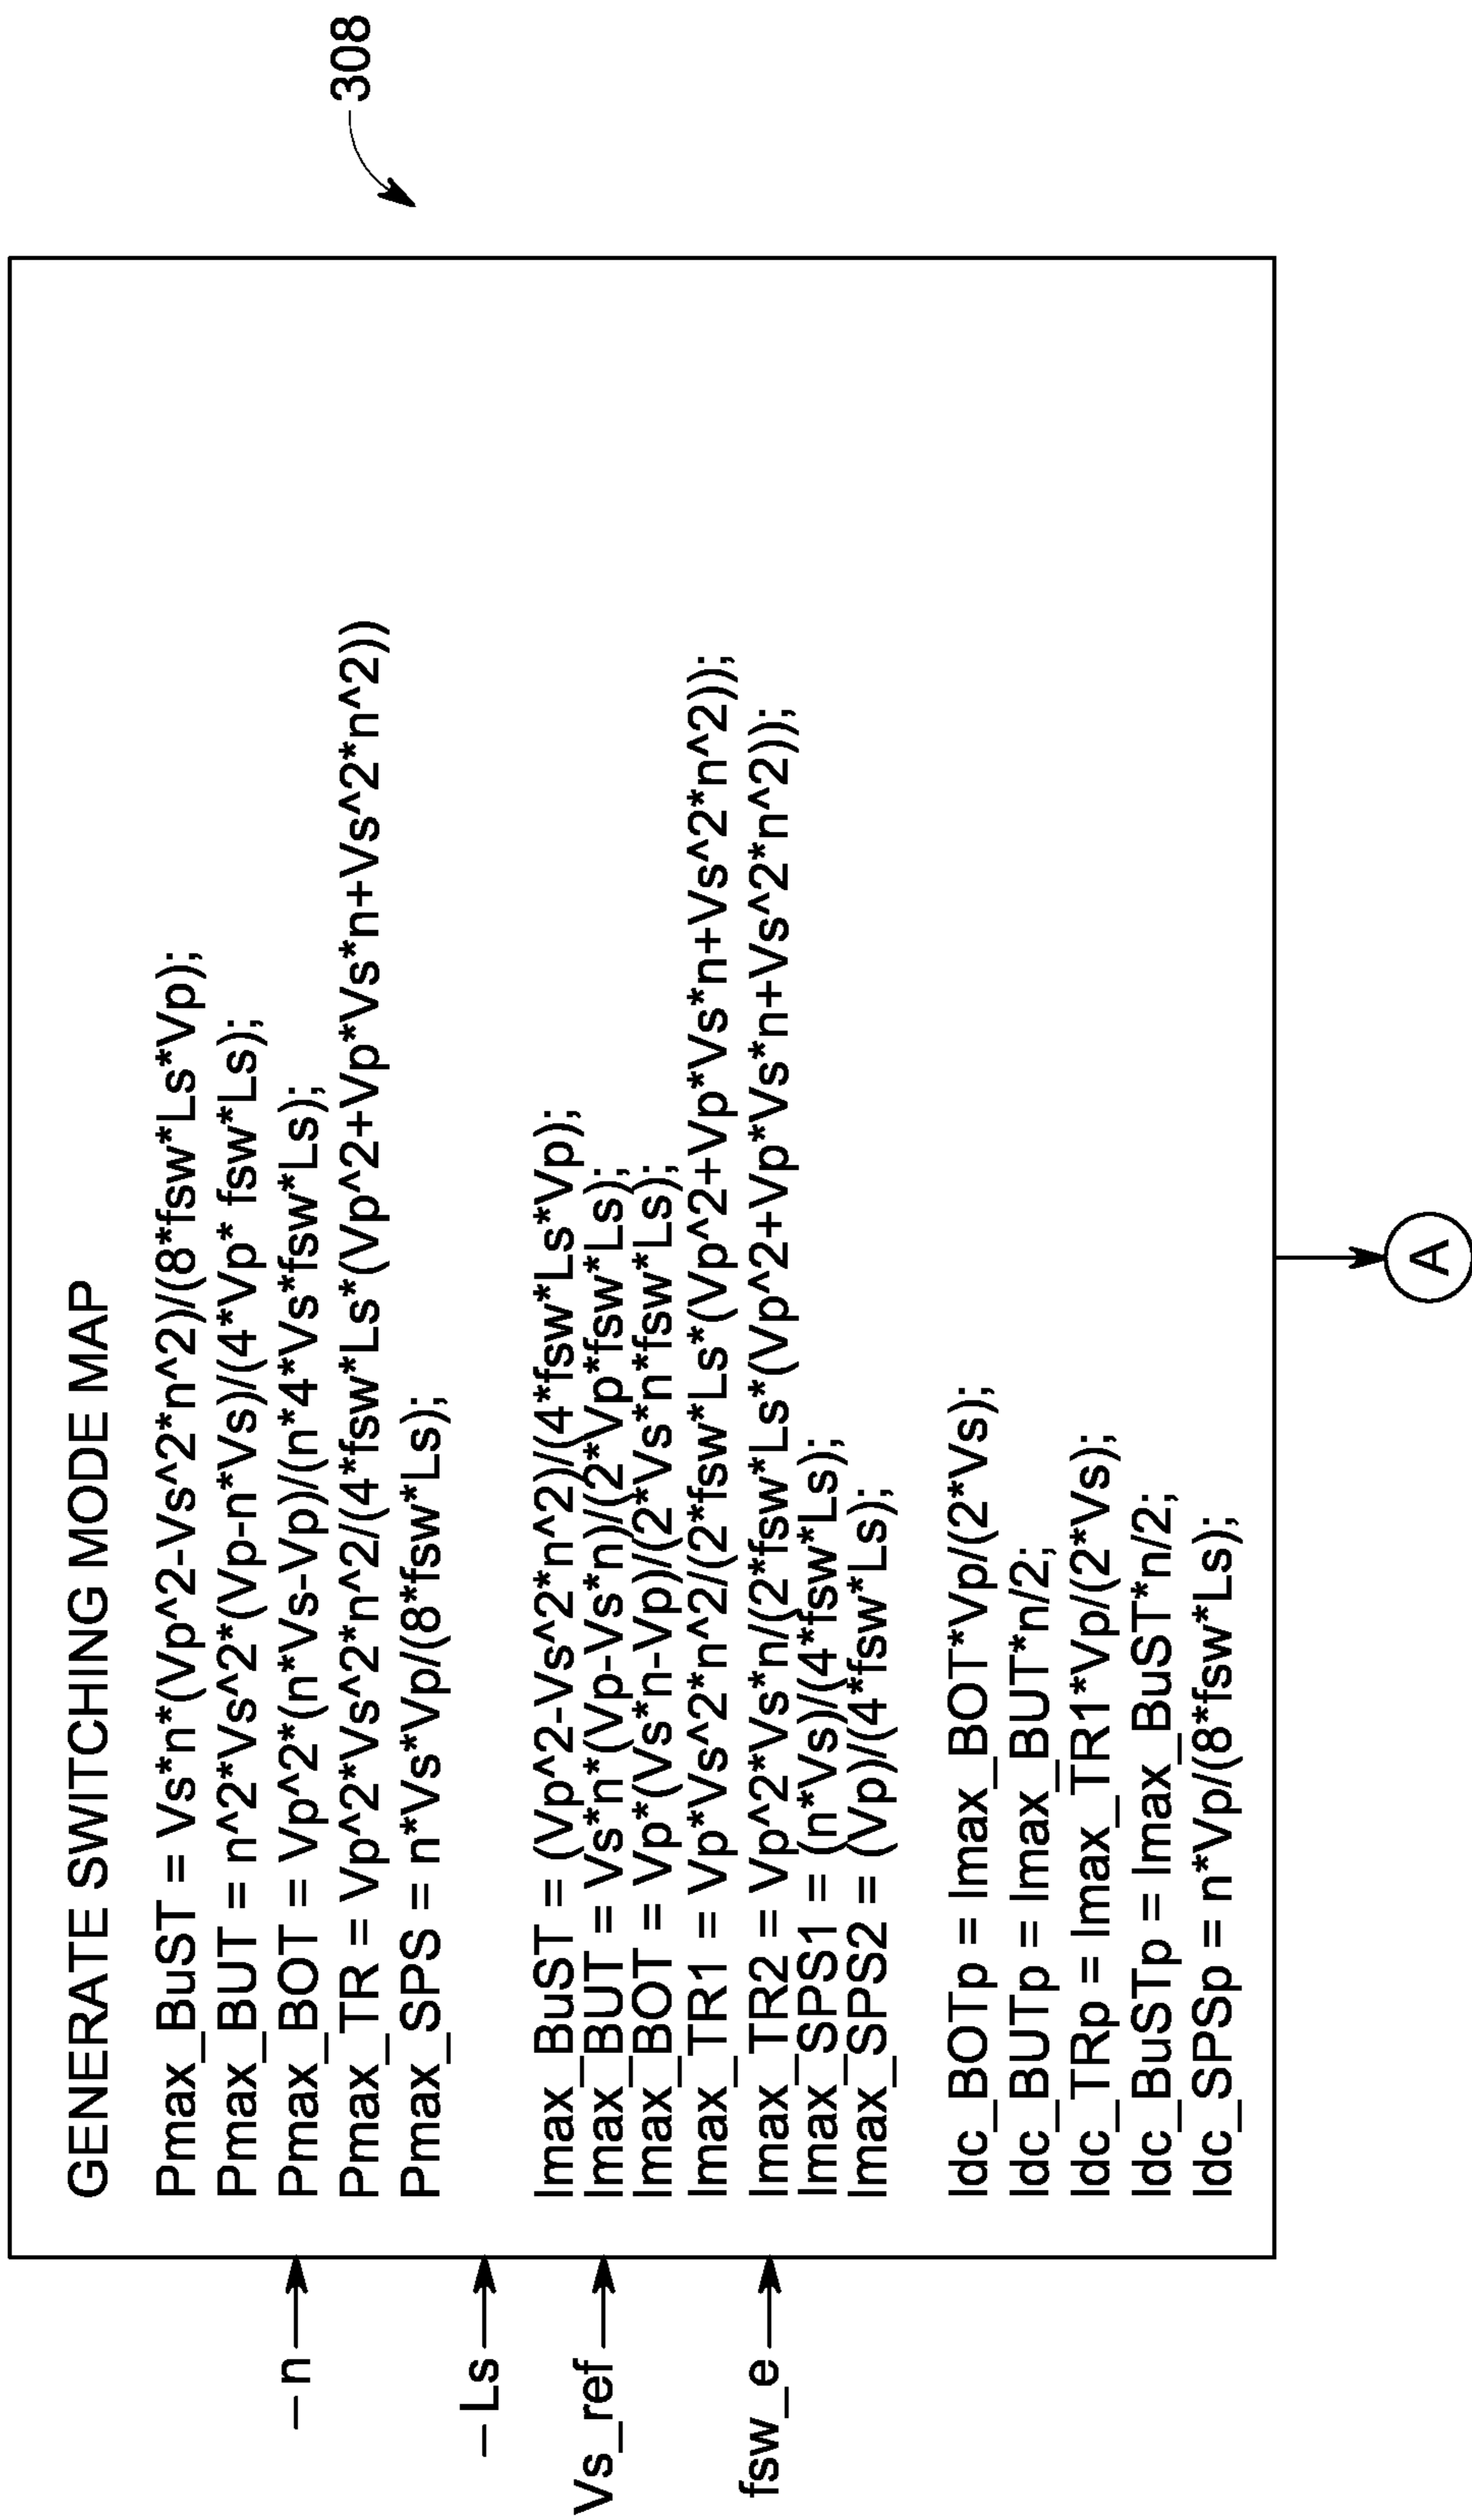 308
GENERATE SWITCHING MODE MAP
Pmax_BuST = Vs*n*(Vp^2-Vs^2*n^2)/(8*fsw*Ls*Vp);
Pmax_BUT = n^2*Vs^2*(Vp-n*Vs)/(4*Vp* fsw*Ls);
Pmax_BOT = Vp^2*(n*Vs-Vp)/(n*4*Vs*fsw*Ls);
Pmax_TR = Vp^2*Vs^2*n^2/(4*fsw*Ls*(Vp^2+Vp*Vs*n+Vs^2*n^2))
Pmax_SPS = n*Vs*Vp/(8*fsw*Ls);
Imax_BuST = (Vp^2-Vs^2*n^2)/(4*fsw*Ls*Vp);
Imax_BUT = Vs*n*(Vp-Vs*n)/(2*Vp*fsw*Ls);
Imax_BOT = Vp*(Vs*n-Vp)/(2*Vs*n*fsw*Ls);
Imax_TR1 = Vp*Vs^2*n^2/(2*fsw*Ls*(Vp^2+Vp*Vs*n+Vs^2*n^2));
Imax_TR2 = Vp^2*Vs*n/(2*fsw*Ls*(Vp^2+Vp*Vs*n+Vs^2*n^2));
Imax_SPS1 = (n*Vs)/(4*fsw*Ls);
Imax_SPS2 = (Vp)/(4*fsw*Ls);
Idc_BOTp = Imax_BOT*Vp/(2*Vs);
Idc_BUTp = Imax_BUT*n/2;
Idc_TRp = Imax_TR1*Vp/(2*Vs);
Idc_BuSTp = Imax_BuST*n/2;
Idc_SPSp = n*Vp/(8*fsw*Ls);
n
Ls
Vs_ref
fsw_e
A